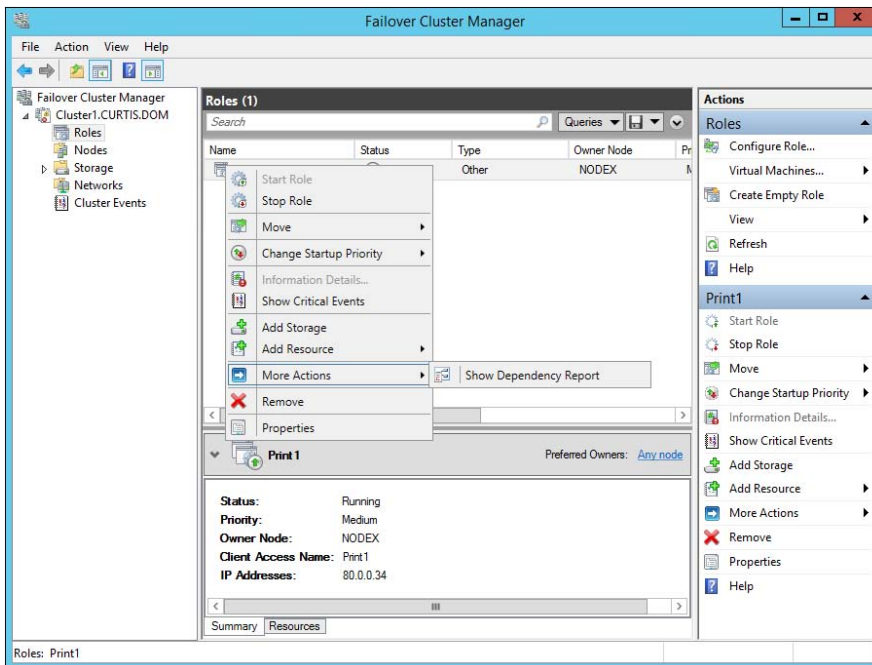 Failover Cluster Manager
File Action View Help
Failover Cluster Manager
Cluster1.CURTIS.DOM
Roles
Nodes
Storage
Networks
Cluster Events
Roles (1)
Search
Queries
Name Status Type Owner Node Pr
Other NODEX
Start Role
Stop Role
Move
Change Startup Priority
Information Details...
Show Critical Events
Add Storage
Add Resource
More Actions
Show Dependency Report
Remove
Properties
Print1 Preferred Owners: Any node
Status: Running
Priority: Medium
Owner Node: NODEX
Client Access Name: Print1
IP Addresses: 80.0.0.34
Summary Resources
Actions
Roles
Configure Role...
Virtual Machines...
Create Empty Role
View
Refresh
Help
Print1
Start Role
Stop Role
Move
Change Startup Priority
Information Details...
Show Critical Events
Add Storage
Add Resource
More Actions
Remove
Properties
Help
Roles: Print1